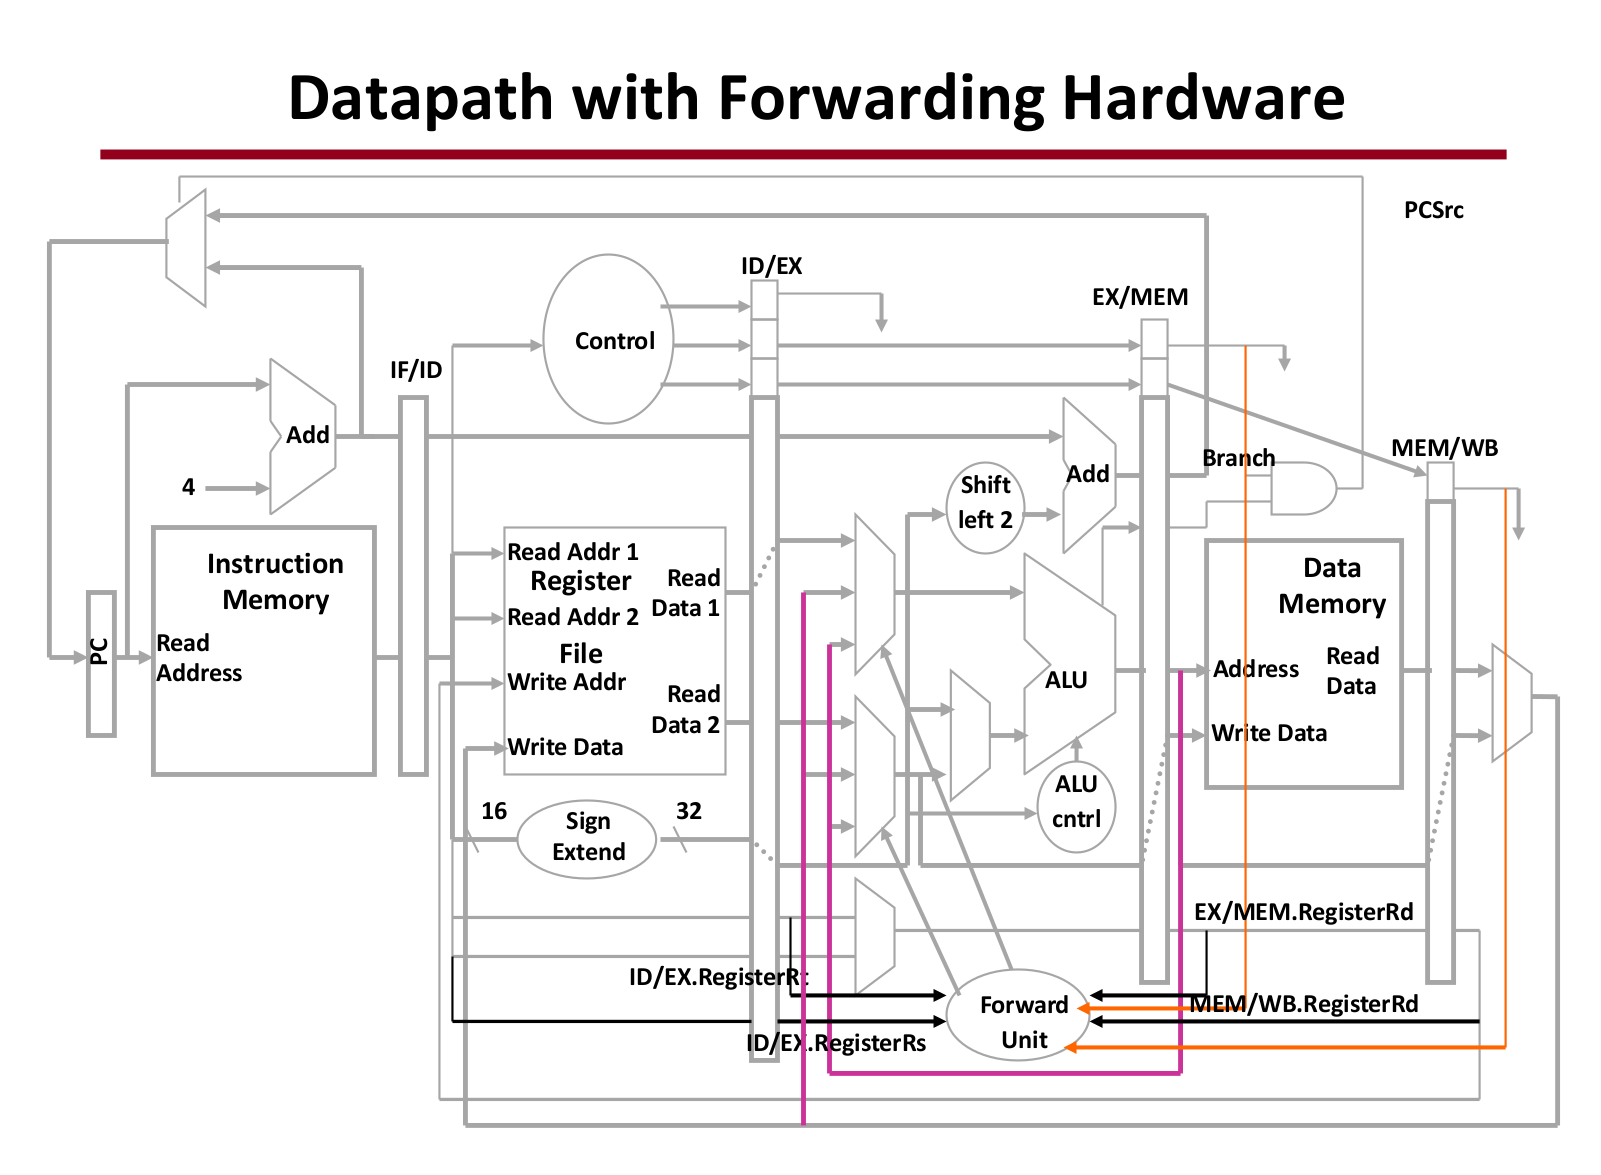 Datapath with Forwarding Hardware
PCSrc
ID/EX
EX/MEM
Control
IF/ID
Add
MEM/WB
Branch
Add
4
Shift
left 2
Instruction
Memory
Read Addr 1
Register
Read
Data 1
Read Addr 2
File
Write Addr
Read
Data 2
Write Data
PC
Read
Address
Data
Memory
Address
Read
Data
Write Data
ALU
ALU
cntrl
16
Sign
Extend
32
EX/MEM.RegisterRd
ID/EX.RegisterRt
Forward
Unit
MEM/WB.RegisterRd
ID/EX.RegisterRs